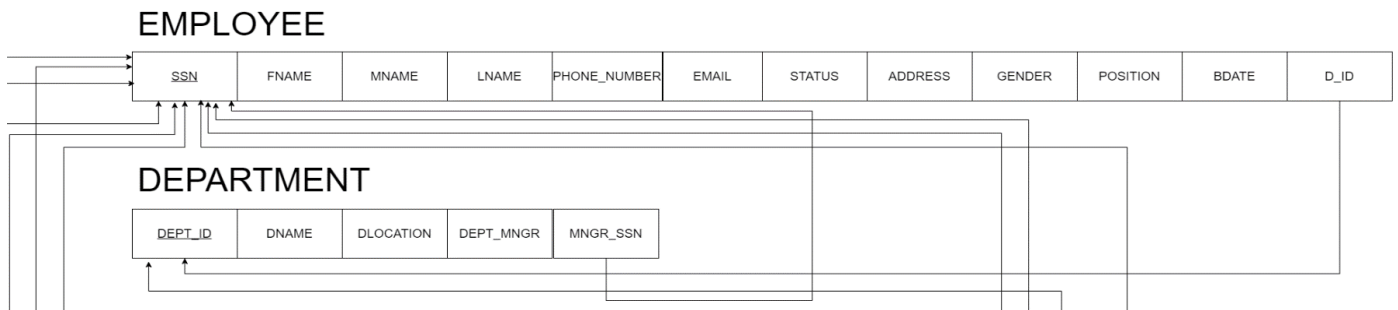 EMPLOYEE
SSN FNAME MNAME LNAME PHONE_NUMBER EMAIL STATUS ADDRESS GENDER POSITION BDATE D_ID
DEPARTMENT
DEPT_ID DNAME DLOCATION DEPT_MNGR MNGR_SSN